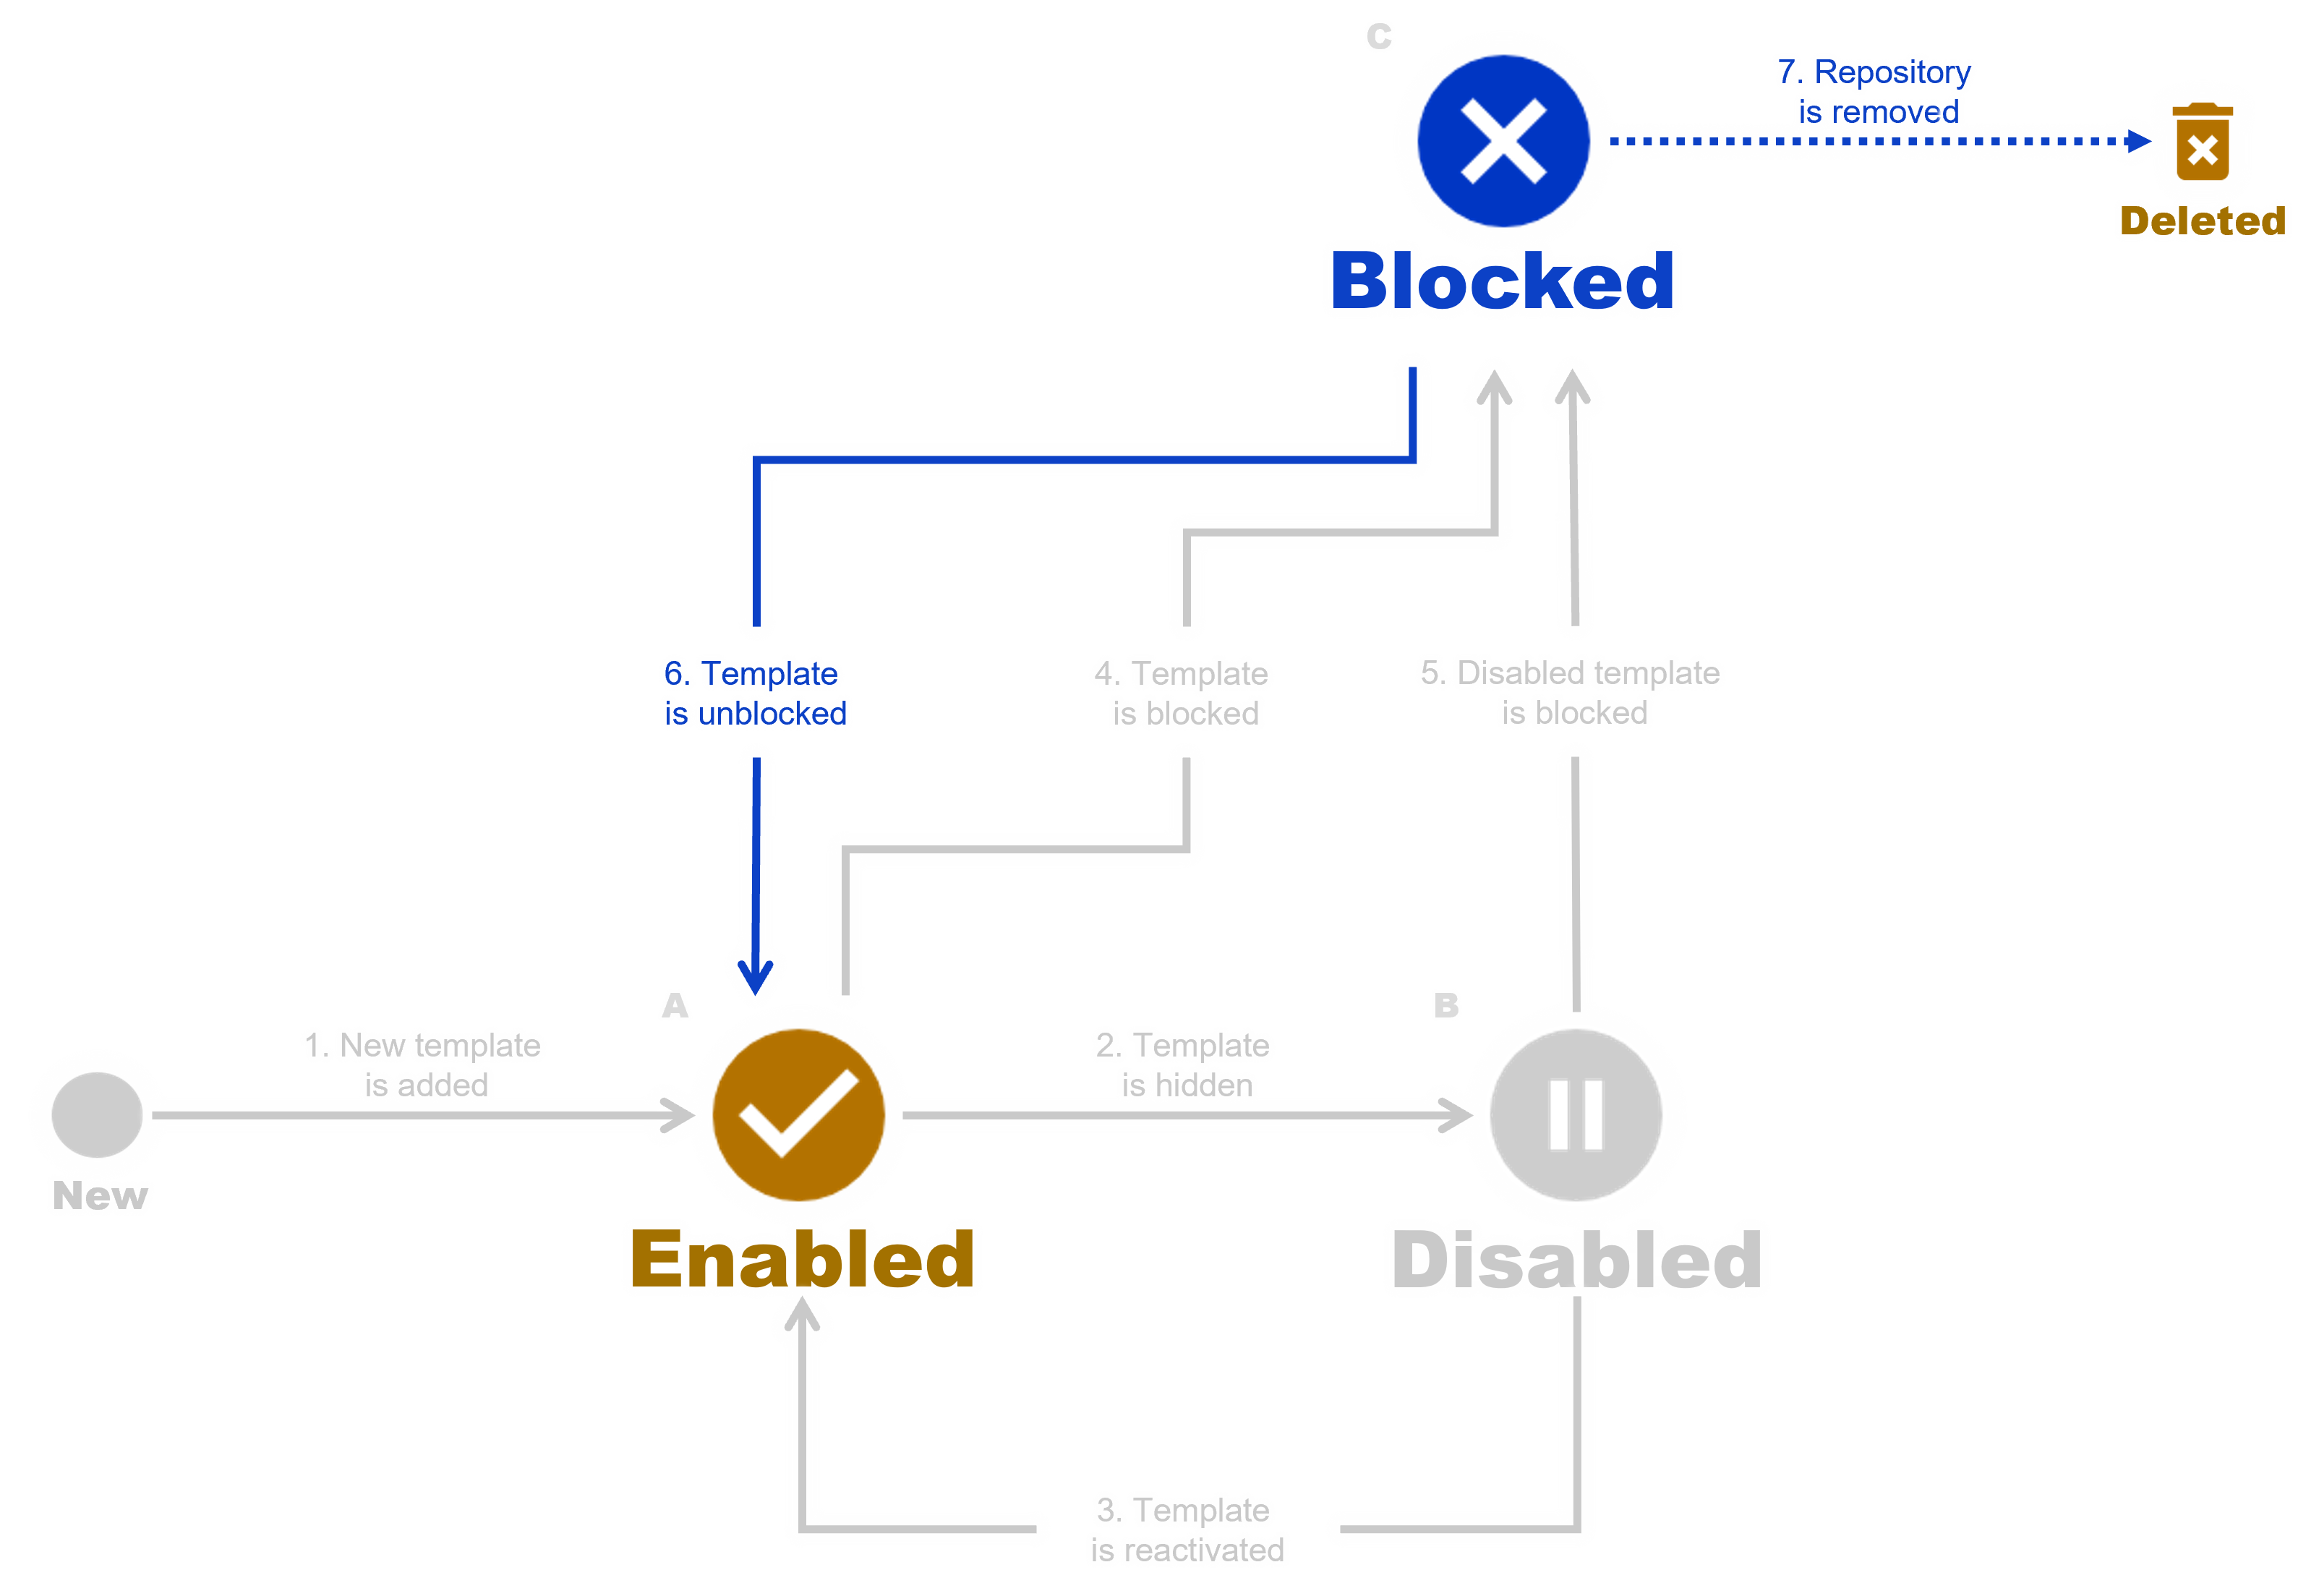 C
7. Repository
is removed
Deleted
Blocked
6. Template
is unblocked
4. Template
is blocked
5. Disabled template
is blocked
A
B
1. New template
is added
2. Template
is hidden
New
Enabled
Disabled
3. Template
is reactivated